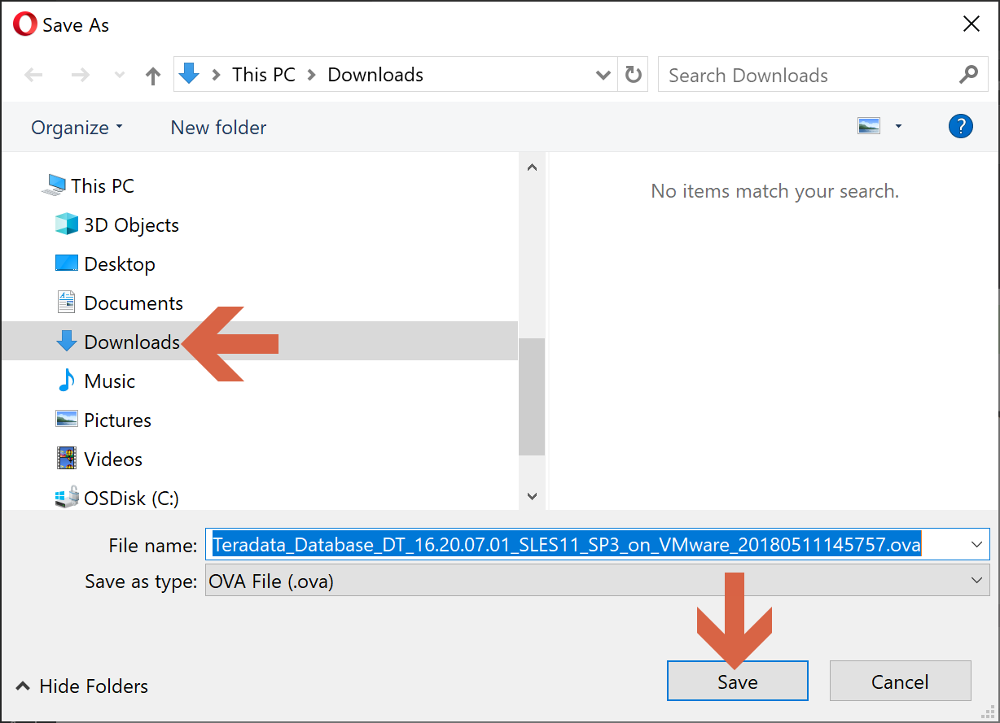 Save As
This PC > Downloads
Search Downloads
Organize
New folder
?
This PC
3D Objects
Desktop
Documents
Downloads
Music
Pictures
Videos
OSDisk (C:)
No items match your search.
File name: Teradata_Database_DT_16.20.07.01_SLES11_SP3_on_VMware_20180511145757.ova
Save as type: OVA File (.ova)
Hide Folders
Save
Cancel